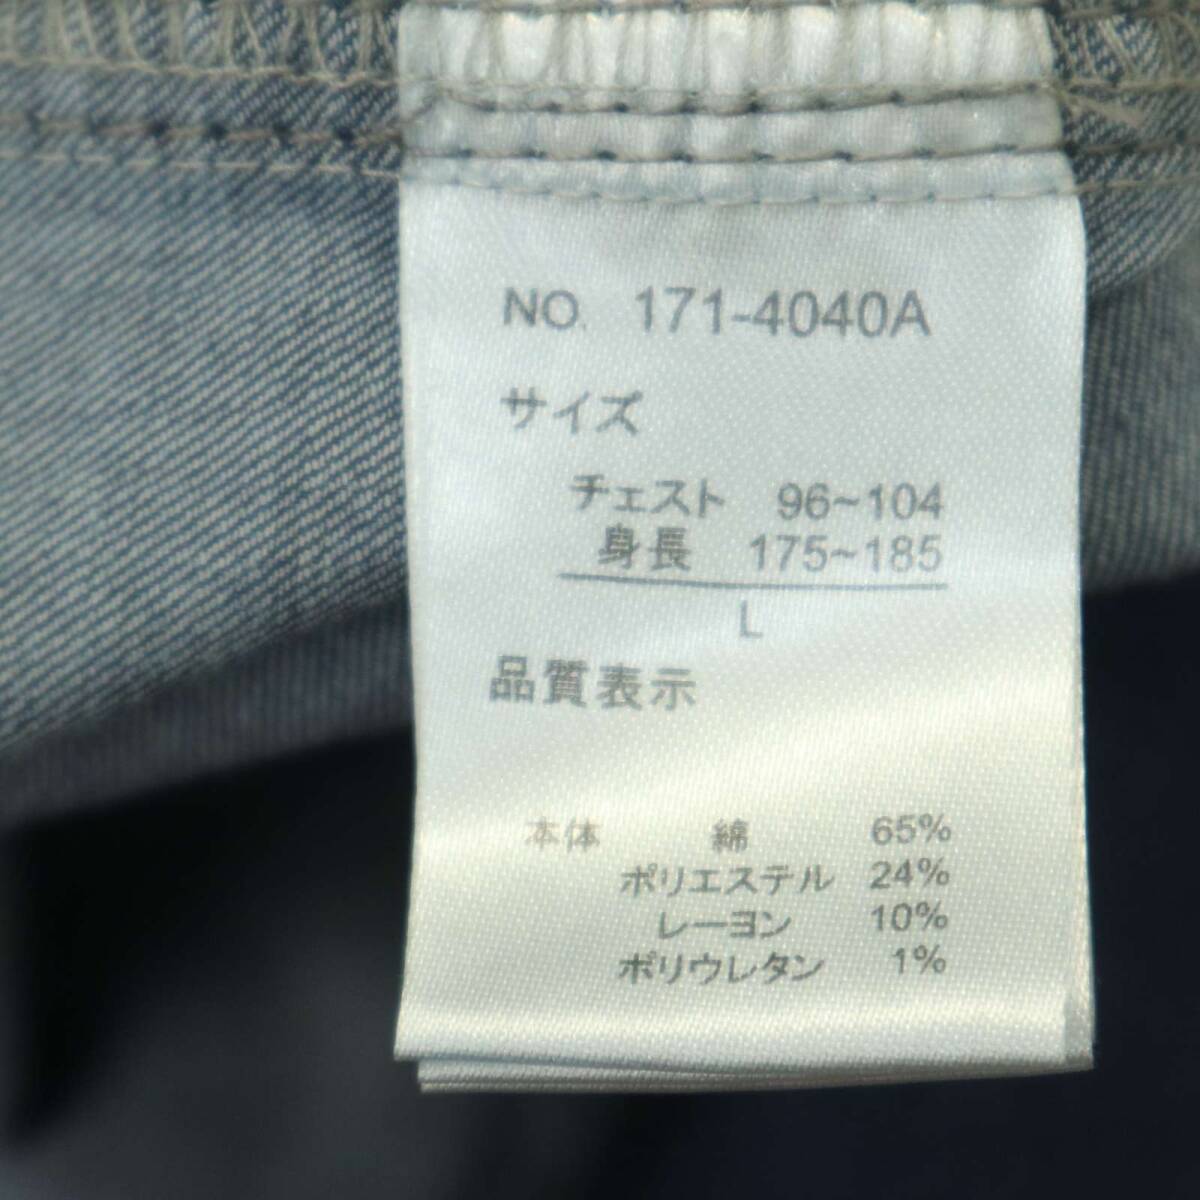 NO. 171-4040A
サイズ
チェスト 96~104
身長 175~185
L
品質表示
本体 綿 65%
ポリエステル 24%
レーヨン 10%
ポリウレタン 1%